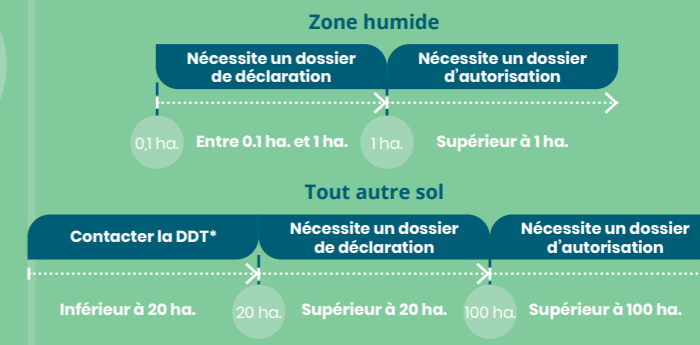 Zone humide
Nécessite un dossier
de déclaration
Nécessite un dossier
d'autorisation
0,1 ha.
Entre 0.1 ha. et 1 ha.
1 ha.
Supérieur à 1 ha.
Tout autre sol
Contacter la DDT*
Nécessite un dossier
de déclaration
Nécessite un dossier
d'autorisation
Inférieur à 20 ha.
20 ha.
Supérieur à 20 ha.
100 ha.
Supérieur à 100 ha.